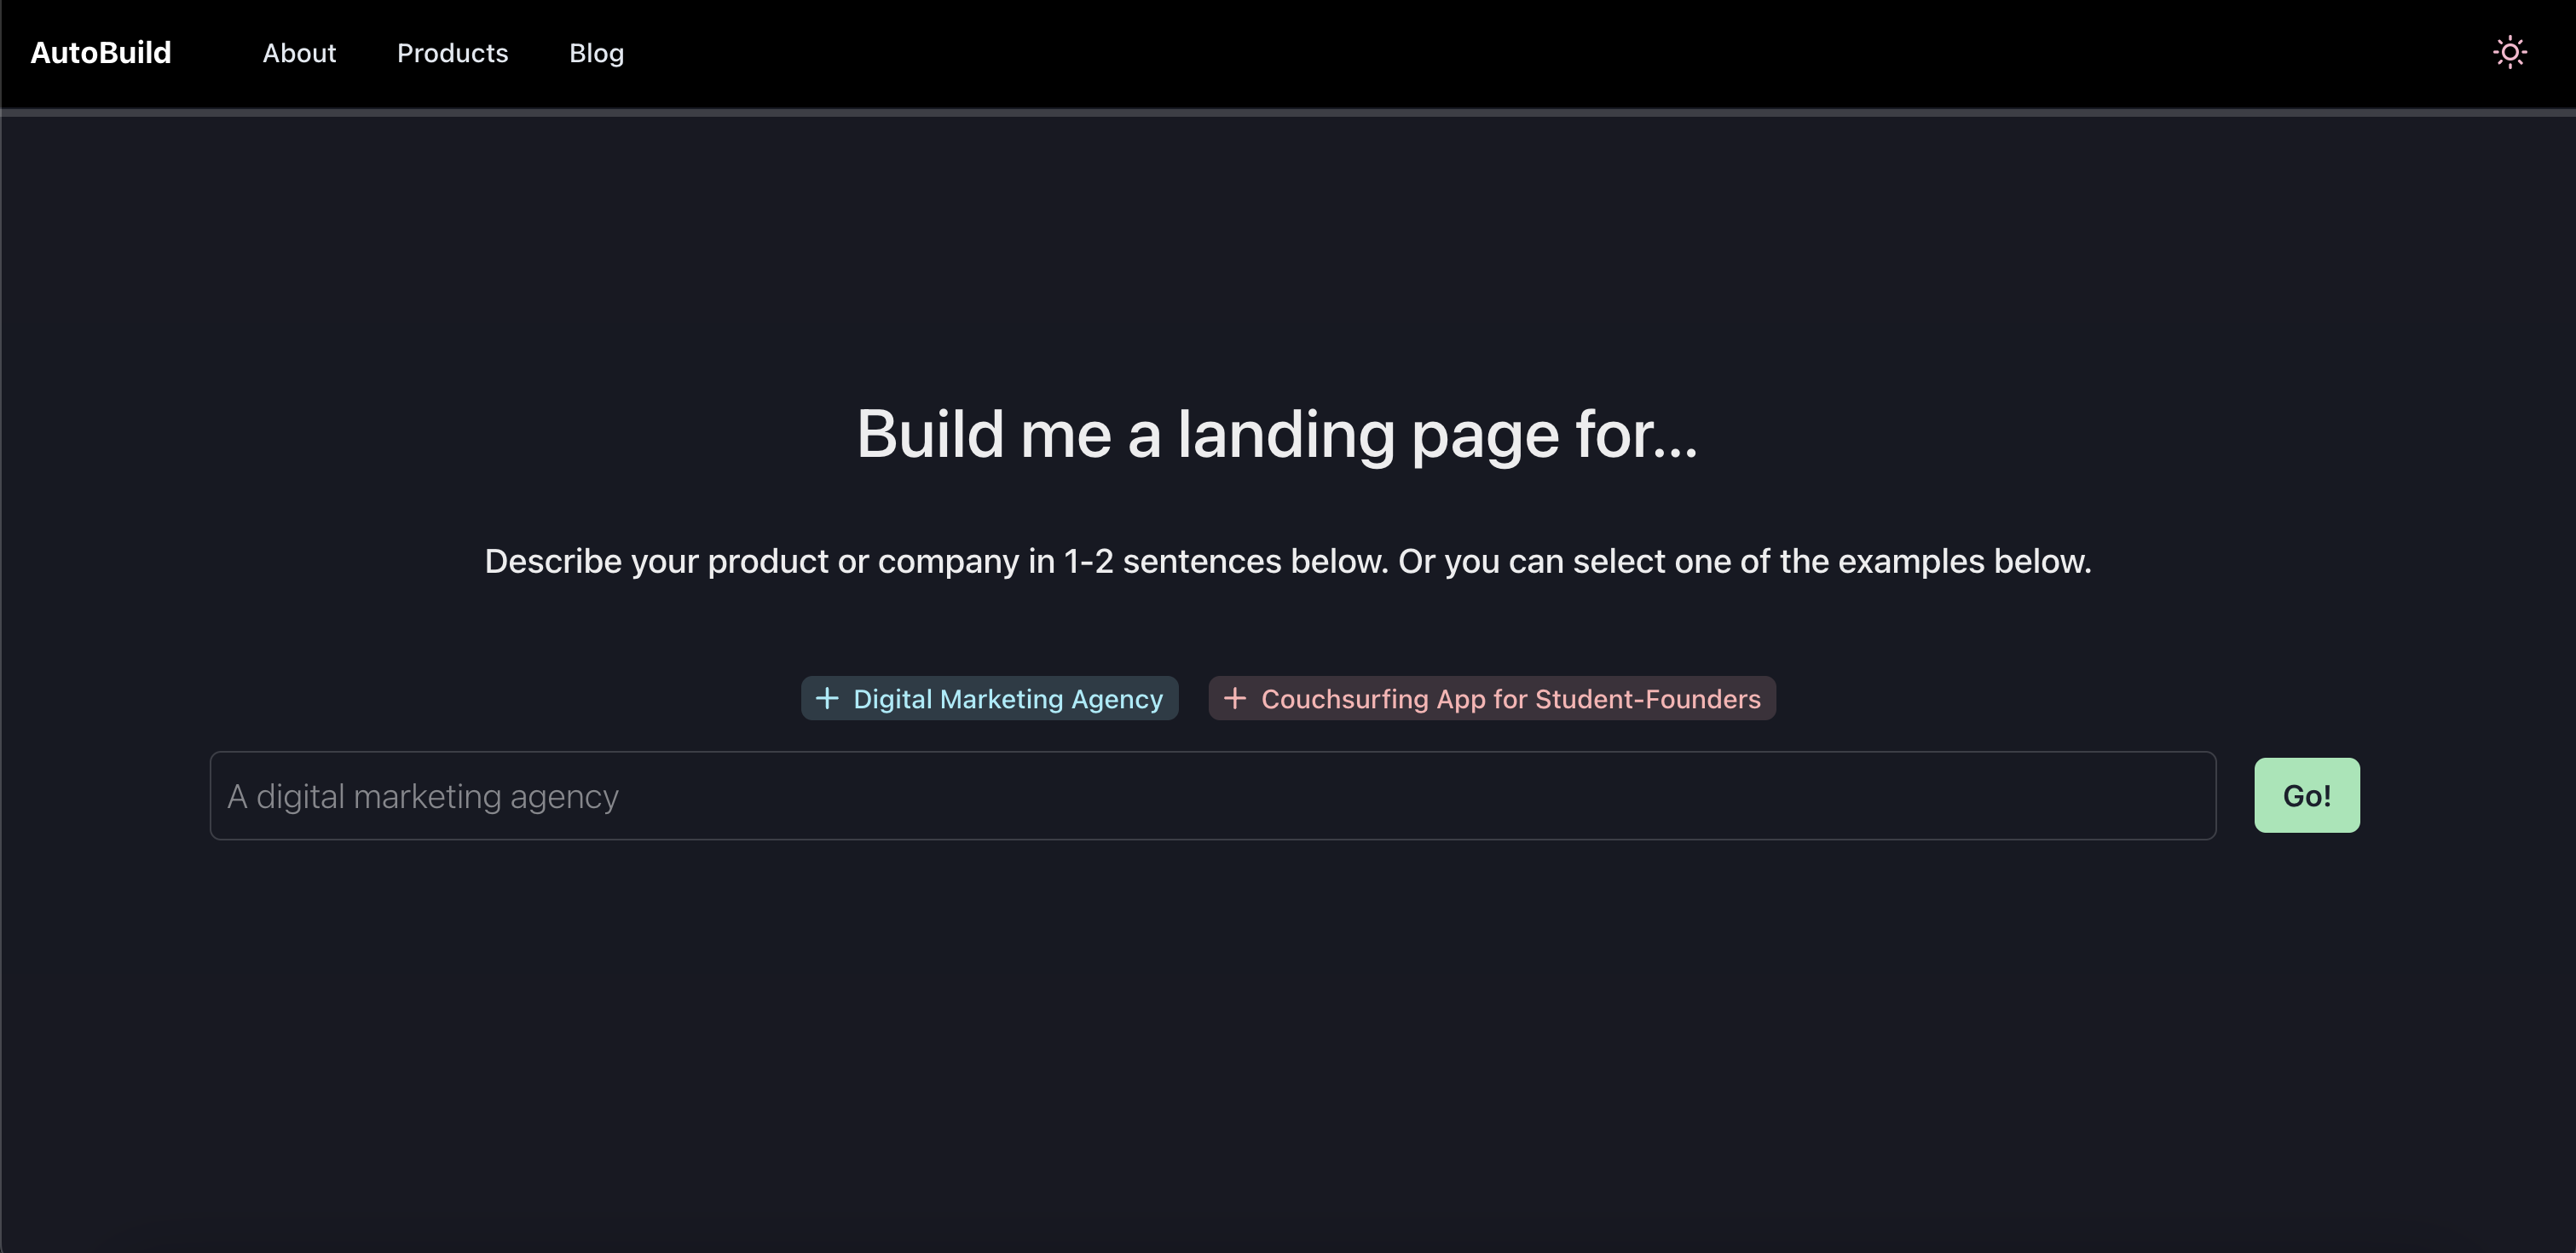 AutoBuild About Products Blog
Build me a landing page for...
Describe your product or company in 1-2 sentences below. Or you can select one of the examples below.
+ Digital Marketing Agency + Couchsurfing App for Student-Founders
A digital marketing agency Go!